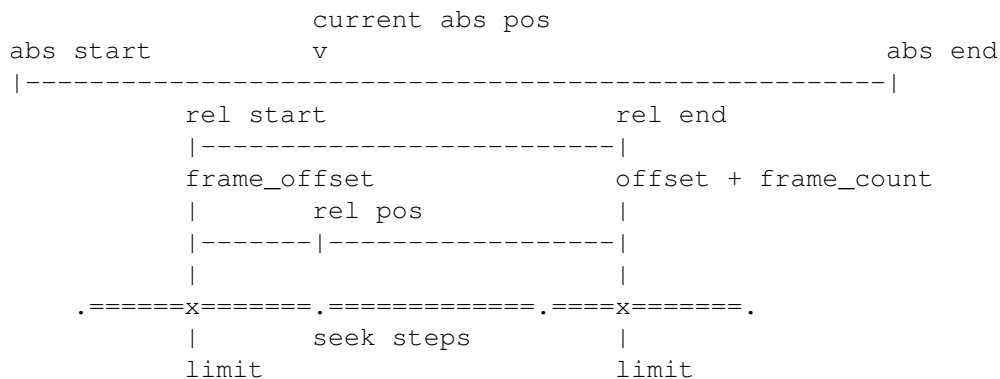 current abs pos
abs start v abs end
|-----------------------------------------------------|
rel start rel end
|--------------------------|
frame_offset offset + frame_count
| rel pos |
|-------|------------------|
| |
.======x=======.=============.====x=======.
| seek steps |
limit limit